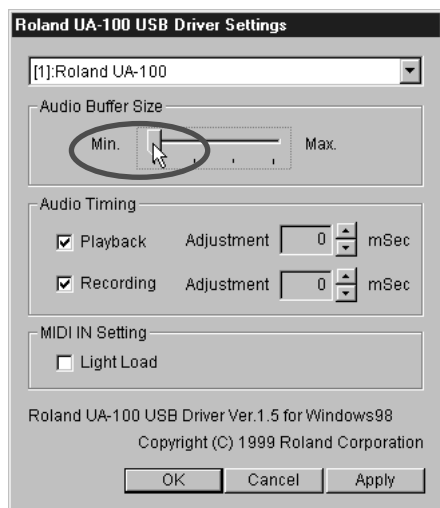 Roland UA-100 USB Driver Settings
[1]:Roland UA-100
Audio Buffer Size
Min. Max.
Audio Timing
Playback Adjustment 0 mSec
Recording Adjustment 0 mSec
MIDI IN Setting
Light Load
Roland UA-100 USB Driver Ver.1.5 for Windows98
Copyright (C) 1999 Roland Corporation
OK Cancel Apply